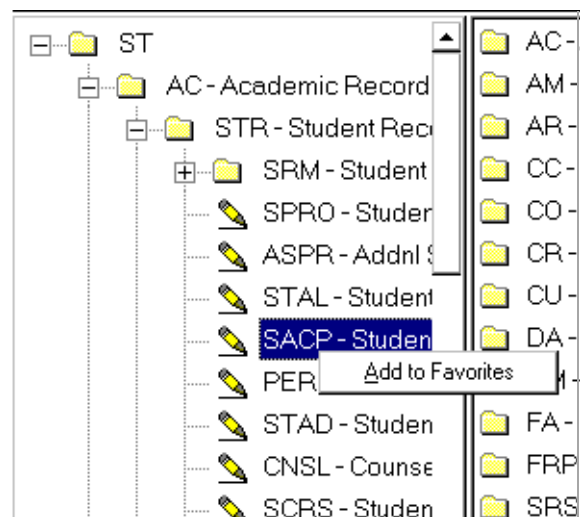 ST
AC - Academic Record
STR - Student Rec
SRM - Student
SPRO - Studen
ASPR - Addnl
STAL - Student
SACP - Studen
PER
STAD - Studen
CNSL - Counse
SCRS - Studen
Add to Favorites
AC -
AM -
AR -
CC -
CO -
CR -
CU -
DA -
FA -
FRP
SRS